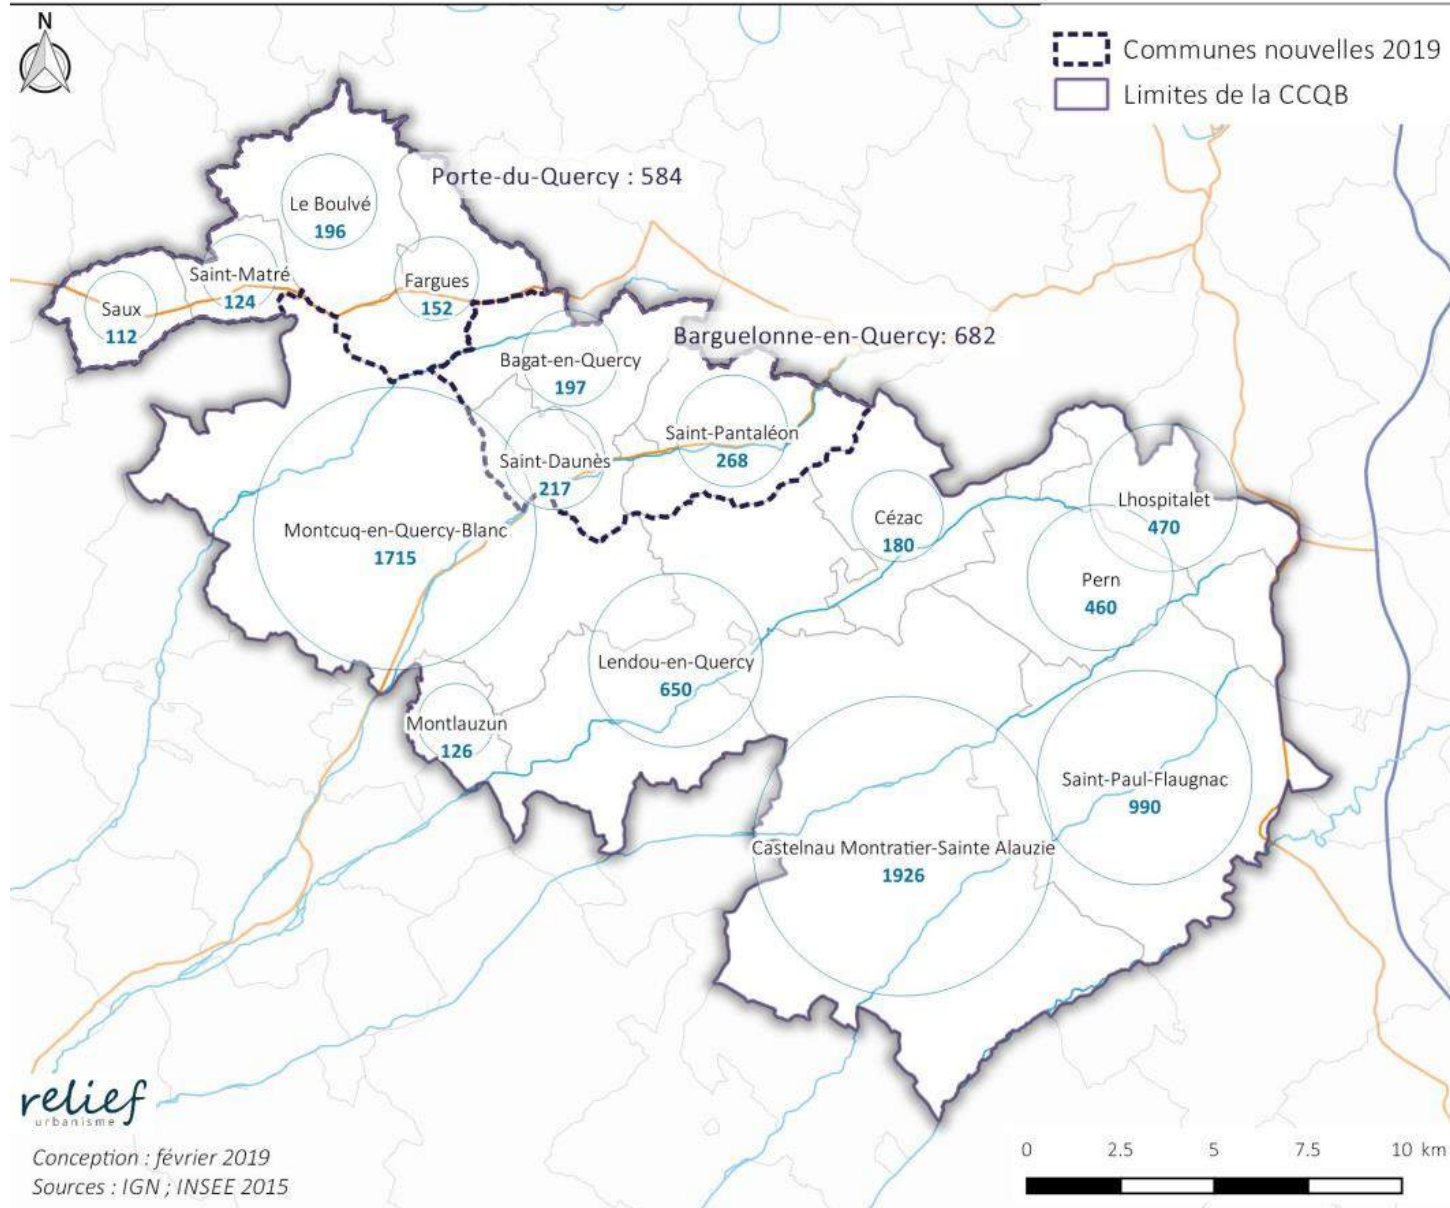 N
Communes nouvelles 2019
Limites de la CCQB
Porte-du-Quercy : 584
Le Boulvé
196
Saint-Matré
124
Fargues
152
Saux
112
Barguelonne-en-Quercy: 682
Bagat-en-Quercy
197
Saint-Pantaléon
268
Saint-Daunès
217
Montcuq-en-Quercy-Blanc
1715
Cézac
180
Lhospitalet
470
Pern
460
Lendou-en-Quercy
650
Montlauzun
126
Saint-Paul-Flaugnac
990
Castelnau Montratier-Sainte Alauzie
1926
relief
urbanisme
Conception : février 2019
Sources : IGN ; INSEE 2015
0 2.5 5 7.5 10 km